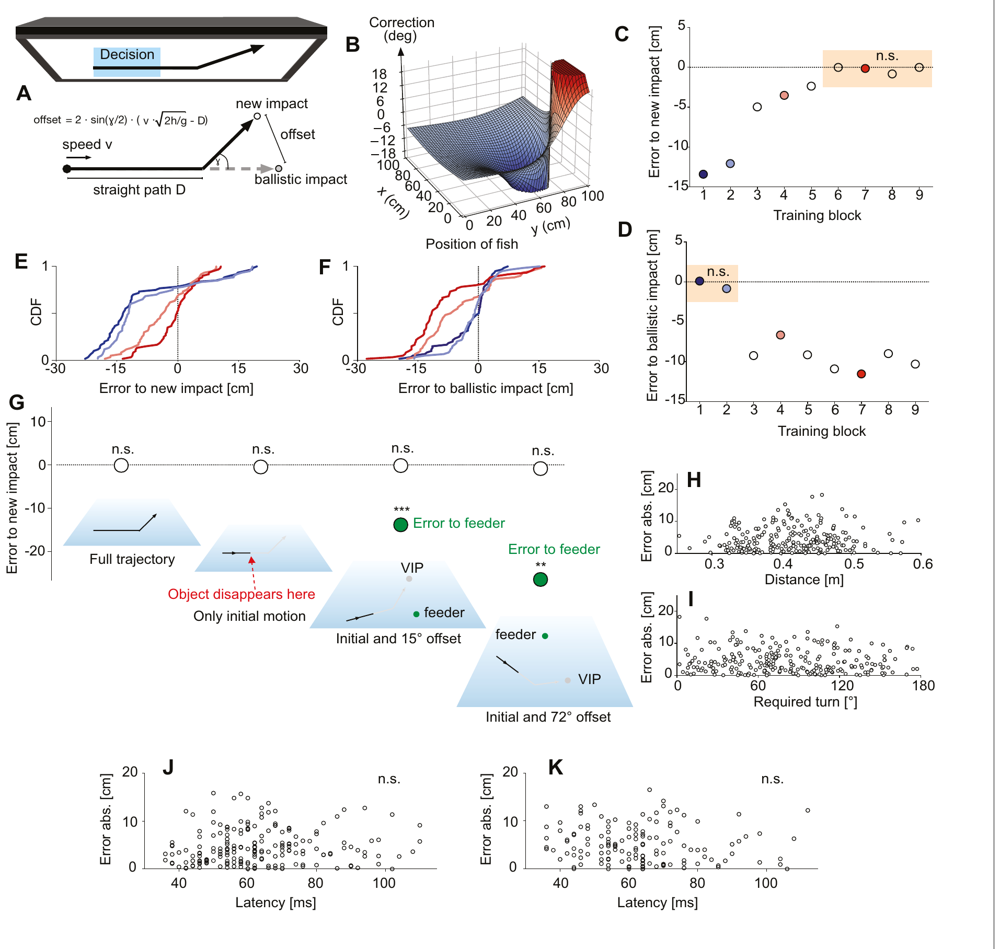 Decision
A
offset = 2 · sin(ɣ/2) · ( v ·√2h/g - D)
speed v
new impact
offset
ɣ
ballistic impact
straight path D
B
Correction
(deg)
18
12
6
0
−6
−12
−18
100
80
60
40
20
0
x (cm)
0
20
40
60
80
100
y (cm)
Position of fish
C
Error to new impact [cm]
5
0
-5
-10
-15
n.s.
1 2 3 4 5 6 7 8 9
Training block
D
Error to ballistic impact [cm]
5
0
-5
-10
-15
n.s.
1 2 3 4 5 6 7 8 9
Training block
E
CDF
1
0
-30 -15 0 15 30
Error to new impact [cm]
F
CDF
1
0
-30 -15 0 15 30
Error to ballistic impact [cm]
G
Error to new impact [cm]
10
0
-10
-20
n.s.
n.s.
n.s.
n.s.
***
Error to feeder
Error to feeder
**
Full trajectory
Object disappears here
Only initial motion
VIP
feeder
Initial and 15° offset
feeder
VIP
Initial and 72° offset
H
Error abs. [cm]
20
10
0
0.3 0.4 0.5 0.6
Distance [m]
I
Error abs. [cm]
20
10
0
0 60 120 180
Required turn [°]
J
Error abs. [cm]
20
10
0
n.s.
40 60 80 100
Latency [ms]
K
Error abs. [cm]
20
10
0
n.s.
40 60 80 100
Latency [ms]